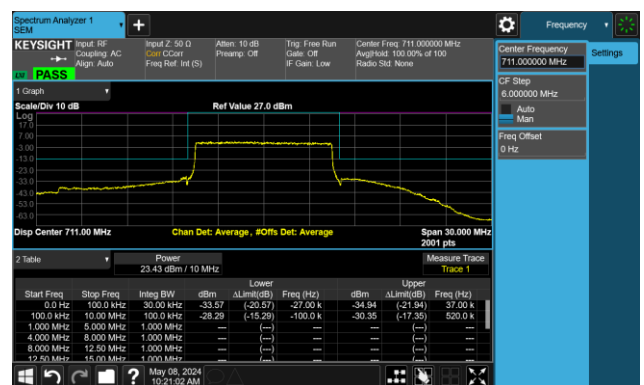 Spectrum Analyzer 1
SEM
+
Frequency
KEYSIGHT
Input: RF
Coupling: AC
Align: Auto
Input Z: 50 Ω
Corr CCorr
Freq Ref: Int (S)
Atten: 10 dB
Preamp: Off
Trig: Free Run
Gate: Off
IF Gain: Low
Center Freq: 711.000000 MHz
Avg|Hold: 100.00% of 100
Radio Std: None
LW PASS
Center Frequency
711.000000 MHz
Settings
CF Step
6.000000 MHz
Auto
Man
Freq Offset
0 Hz
1 Graph
Scale/Div 10 dB
Ref Value 27.0 dBm
Log
17.0
7.00
-3.00
-13.0
-23.0
-33.0
-43.0
-53.0
-63.0
Disp Center 711.00 MHz
Chan Det: Average, #Offs Det: Average
Span 30.000 MHz
2001 pts
2 Table
Power
23.43 dBm / 10 MHz
Measure Trace
Trace 1
Lower Upper
Start Freq Stop Freq Integ BW dBm ΔLimit(dB) Freq (Hz) dBm ΔLimit(dB) Freq (Hz)
0.0 Hz 100.0 kHz 30.00 kHz -33.57 (-20.57) -27.00 k -34.94 (-21.94) 37.00 k
100.0 kHz 10.00 MHz 100.0 kHz -28.29 (-15.29) -100.0 k -30.35 (-17.35) 520.0 k
1.000 MHz 5.000 MHz 1.000 MHz --- (---) --- --- (---) ---
4.000 MHz 8.000 MHz 1.000 MHz --- (---) --- --- (---) ---
8.000 MHz 12.50 MHz 1.000 MHz --- (---) --- --- (---) ---
12.50 MHz 15.00 MHz 1.000 MHz --- (---) --- --- (---) ---
?
May 08, 2024
10:21:02 AM